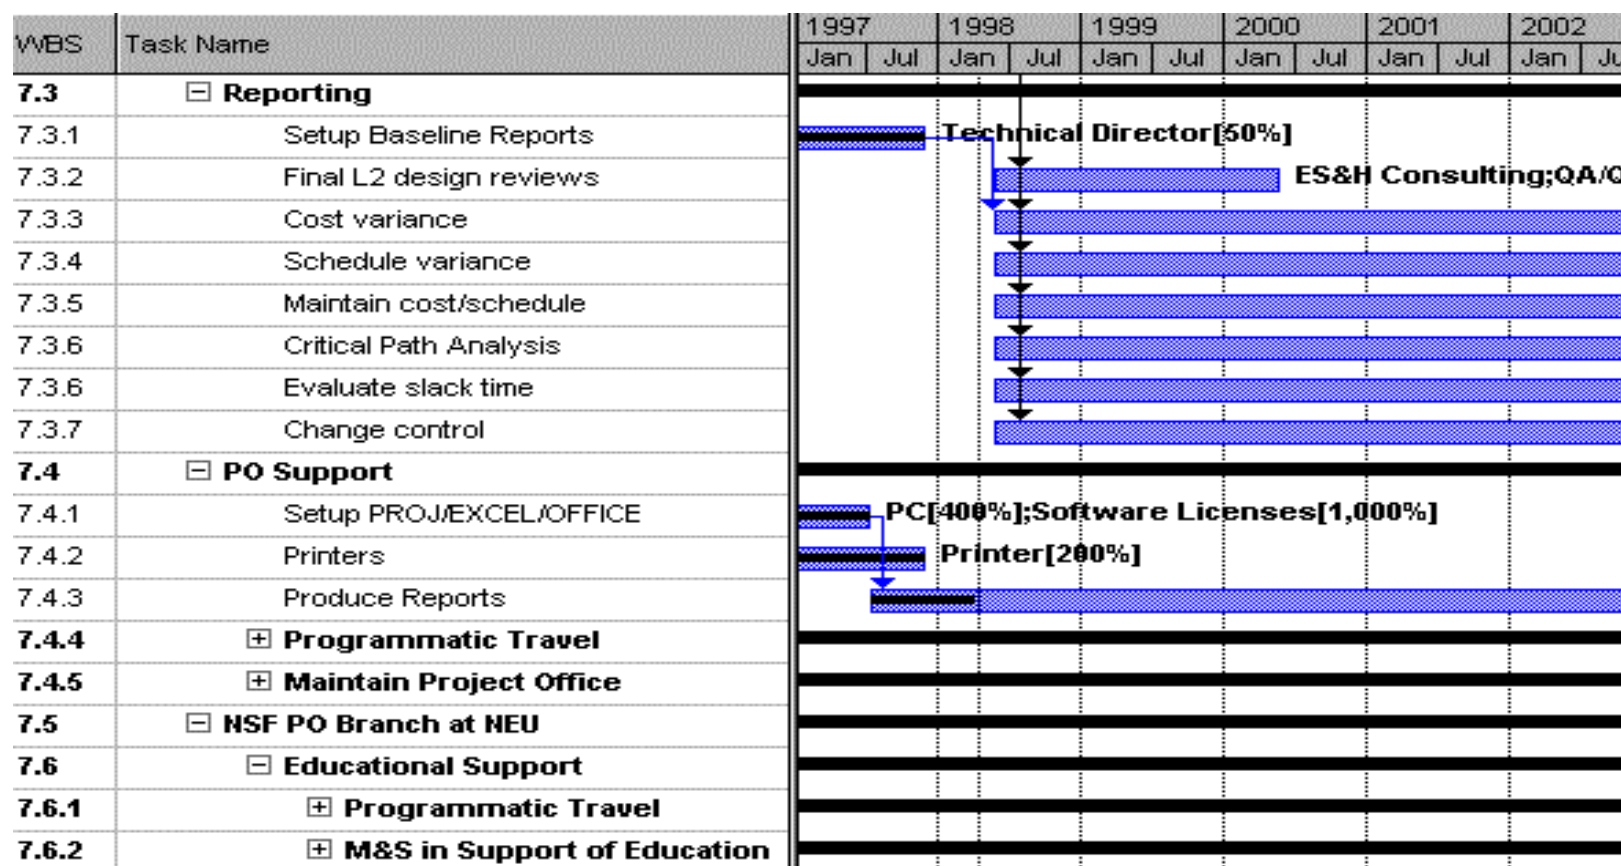 WBS Task Name 1997 1998 1999 2000 2001 2002
Jan Jul Jan Jul Jan Jul Jan Jul Jan Jul Jan
7.3 Reporting
7.3.1 Setup Baseline Reports Technical Director[50%]
7.3.2 Final L2 design reviews ES&H Consulting;QA/Q
7.3.3 Cost variance
7.3.4 Schedule variance
7.3.5 Maintain cost/schedule
7.3.6 Critical Path Analysis
7.3.6 Evaluate slack time
7.3.7 Change control
7.4 PO Support
7.4.1 Setup PROJ/EXCEL/OFFICE PC[400%];Software Licenses[1,000%]
7.4.2 Printers Printer[200%]
7.4.3 Produce Reports
7.4.4 Programmatic Travel
7.4.5 Maintain Project Office
7.5 NSF PO Branch at NEU
7.6 Educational Support
7.6.1 Programmatic Travel
7.6.2 M&S in Support of Education